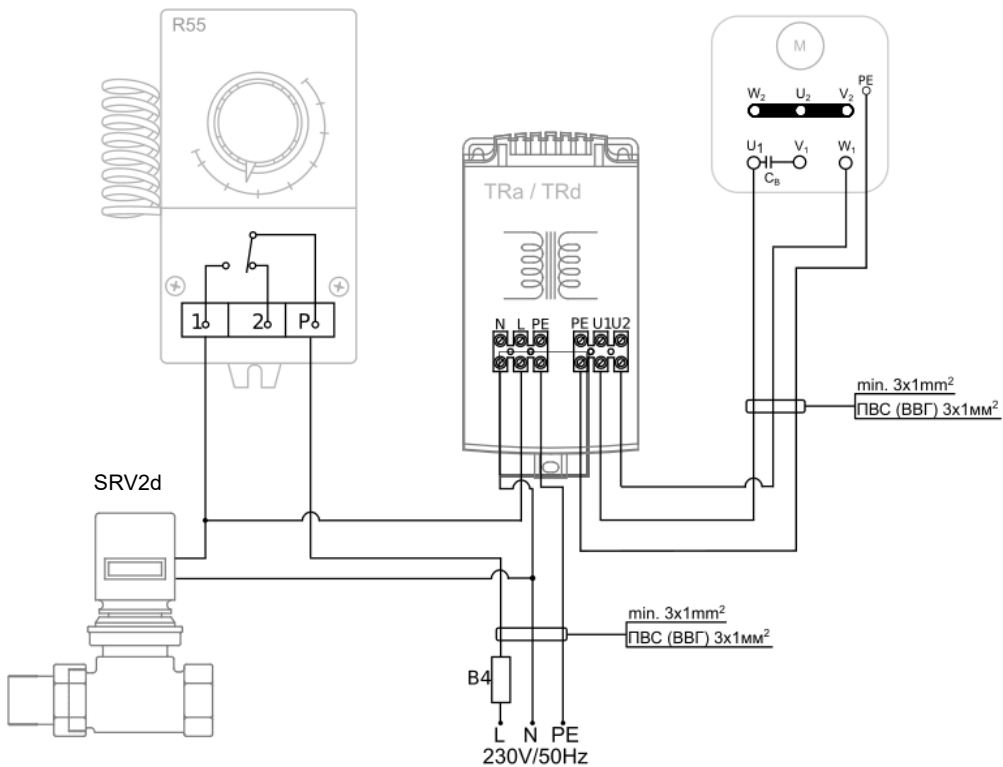 R55
M
W₂ U₂ V₂ PE
U1 V₁ W₁
C_B
TRa / TRd
1 2 P
N L PE PE U1 U2
min. 3x1mm²
ПВС (ВВГ) 3x1мм²
SRV2d
min. 3x1mm²
ПВС (ВВГ) 3x1мм²
B4
L N PE
230V/50Hz